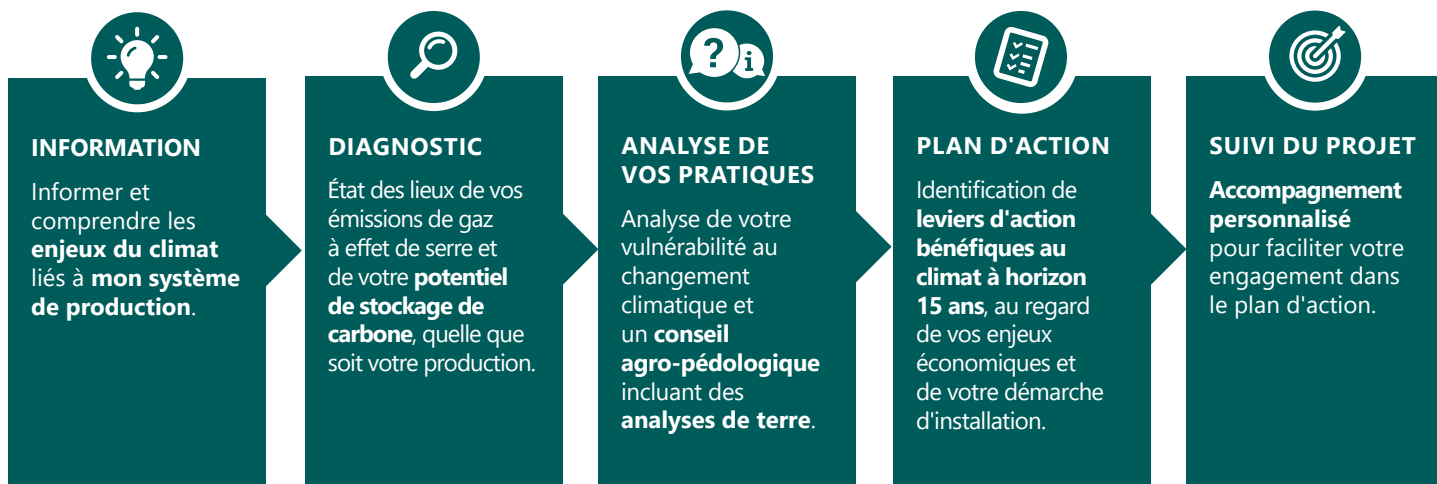 INFORMATION
Informer et
comprendre les
enjeux du climat
liés à mon système
de production.
DIAGNOSTIC
État des lieux de vos
émissions de gaz
à effet de serre et
de votre potentiel
de stockage de
carbone, quelle que
soit votre production.
?
i
ANALYSE DE
VOS PRATIQUES
Analyse de votre
vulnérabilité au
changement
climatique et
un conseil
agro-pédologique
incluant des
analyses de terre.
PLAN D'ACTION
Identification de
leviers d'action
bénéfiques au
climat à horizon
15 ans, au regard
de vos enjeux
économiques et
de votre démarche
d'installation.
SUIVI DU PROJET
Accompagnement
personnalisé
pour faciliter votre
engagement dans
le plan d'action.